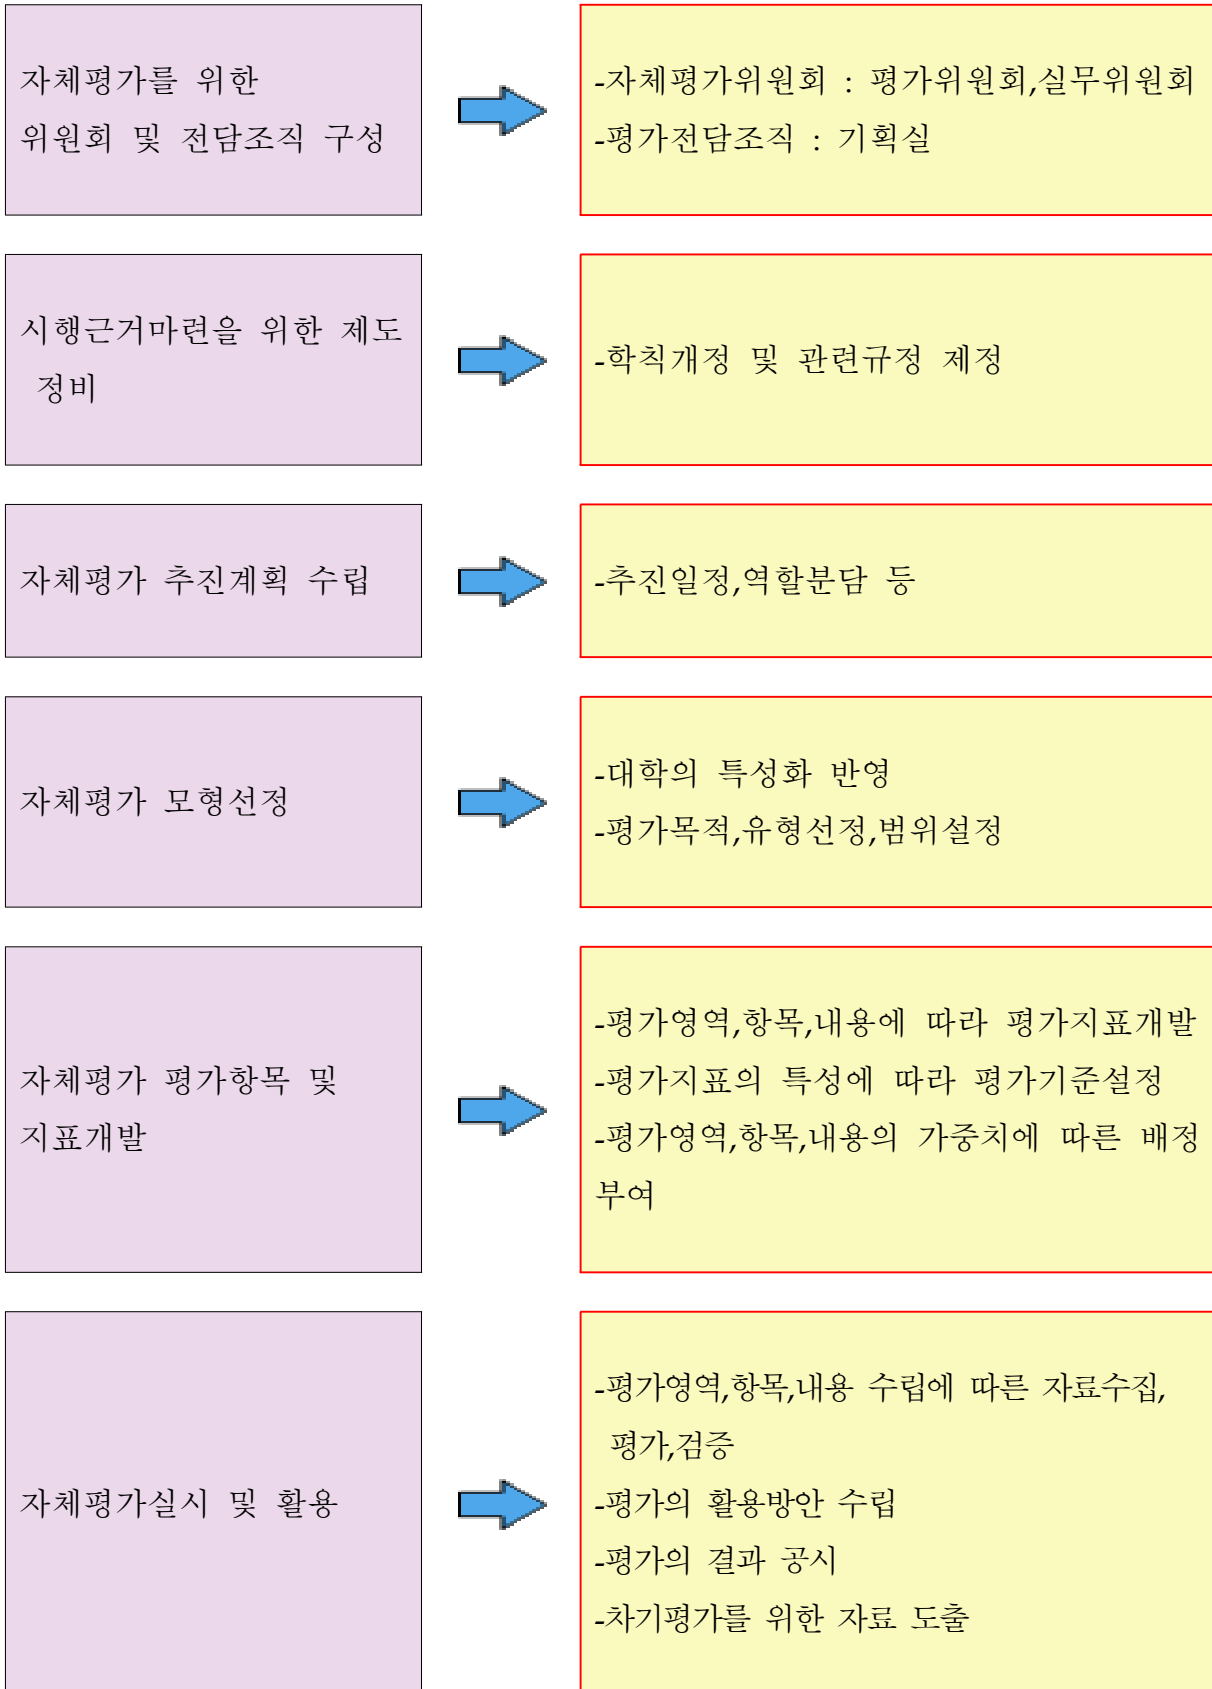 자체평가를 위한
위원회 및 전담조직 구성
-자체평가위원회 : 평가위원회,실무위원회
-평가전담조직 : 기획실
시행근거마련을 위한 제도
정비
-학칙개정 및 관련규정 제정
자체평가 추진계획 수립
-추진일정,역할분담 등
자체평가 모형선정
-대학의 특성화 반영
-평가목적,유형선정,범위설정
자체평가 평가항목 및
지표개발
-평가영역,항목,내용에 따라 평가지표개발
-평가지표의 특성에 따라 평가기준설정
-평가영역,항목,내용의 가중치에 따른 배정
부여
자체평가실시 및 활용
-평가영역,항목,내용 수립에 따른 자료수집,
평가,검증
-평가의 활용방안 수립
-평가의 결과 공시
-차기평가를 위한 자료 도출